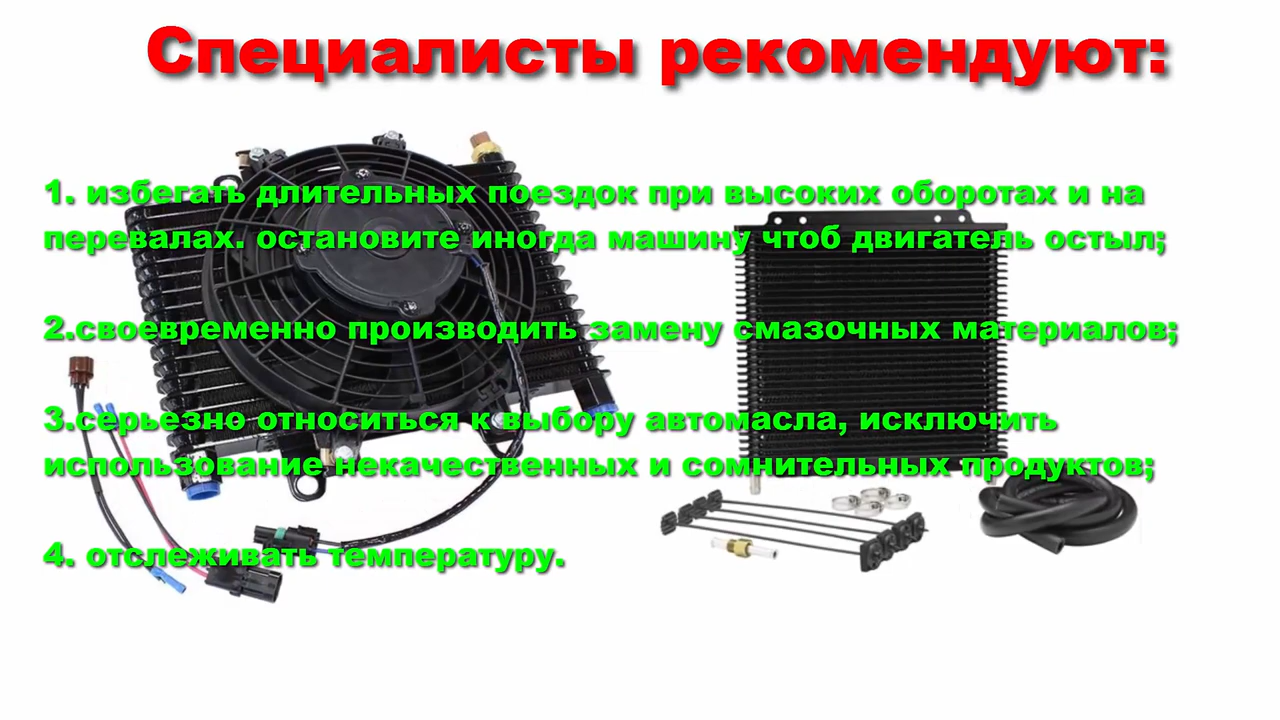 Специалисты рекомендуют:
1. избегать длительных поездок при высоких оборотах и на
перевалах. остановите иногда машину чтоб двигатель остыл;
2.своевременно производить замену смазочных материалов;
3.серьезно относиться к выбору автомасла, исключить
использование некачественных и сомнительных продуктов;
4. отслеживать температуру.